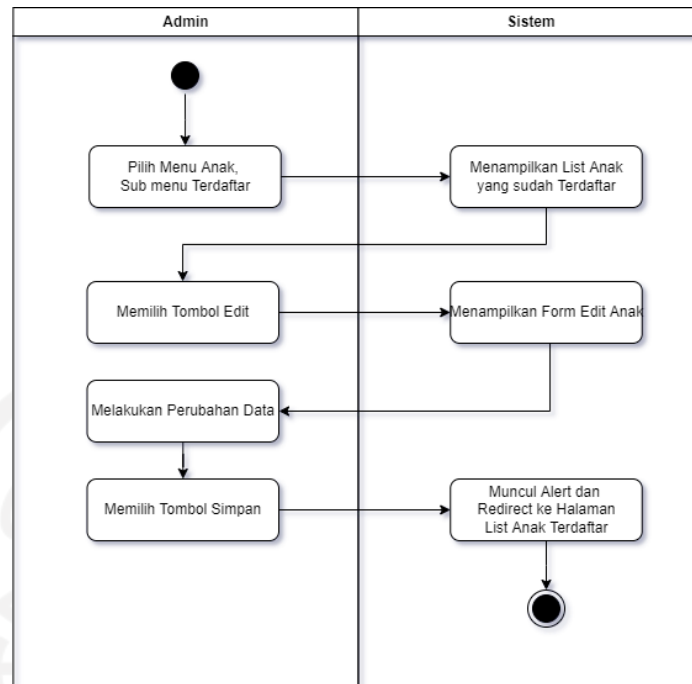 Admin
Sistem
Pilih Menu Anak,
Sub menu Terdaftar
Menampilkan List Anak
yang sudah Terdaftar
Memilih Tombol Edit
Menampilkan Form Edit Anak
Melakukan Perubahan Data
Memilih Tombol Simpan
Muncul Alert dan
Redirect ke Halaman
List Anak Terdaftar